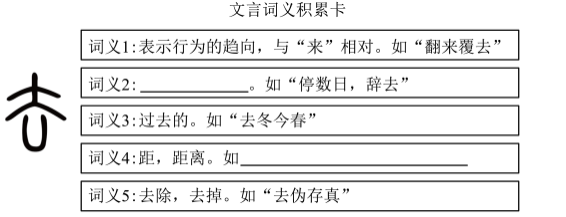 文言词义积累卡
去
词义1:表示行为的趋向，与“来”相对。如“翻来覆去”
词义2:____________。如“停数日，辞去”
词义3:过去的。如“去冬今春”
词义4:距，距离。如________________________
词义5:去除，去掉。如“去伪存真”